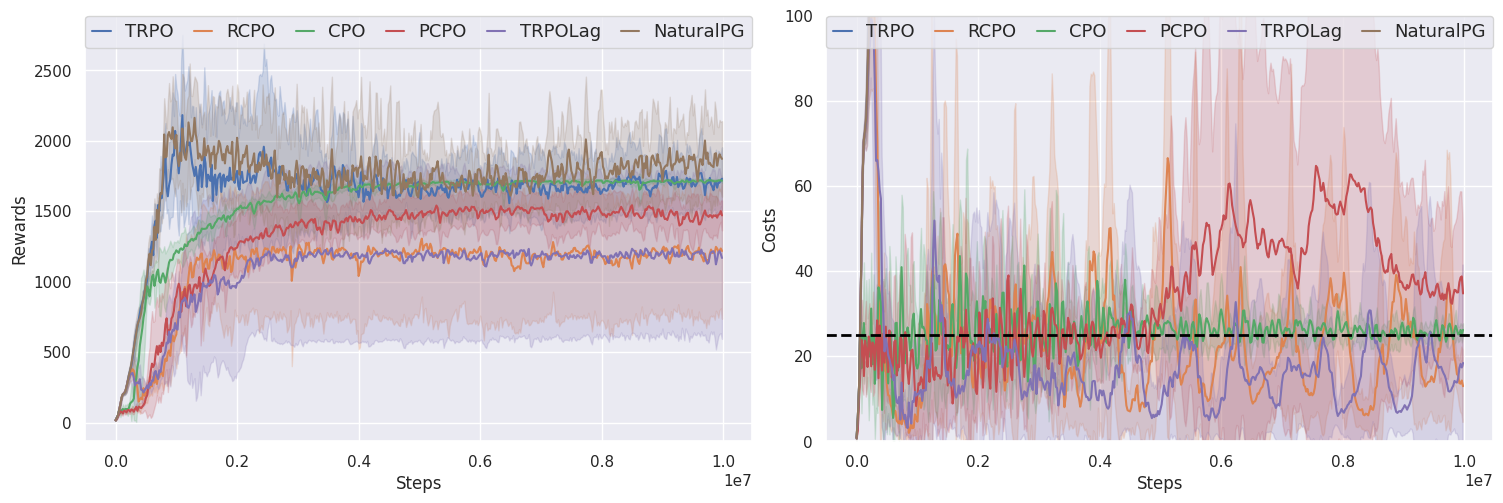 TRPO RCPO CPO PCPO TRPOLag NaturalPG
Rewards
2500
2000
1500
1000
500
0
0.0 0.2 0.4 0.6 0.8 1.0
1e7
Steps
TRPO RCPO CPO PCPO TRPOLag NaturalPG
Costs
100
80
60
40
20
0
0.0 0.2 0.4 0.6 0.8 1.0
1e7
Steps